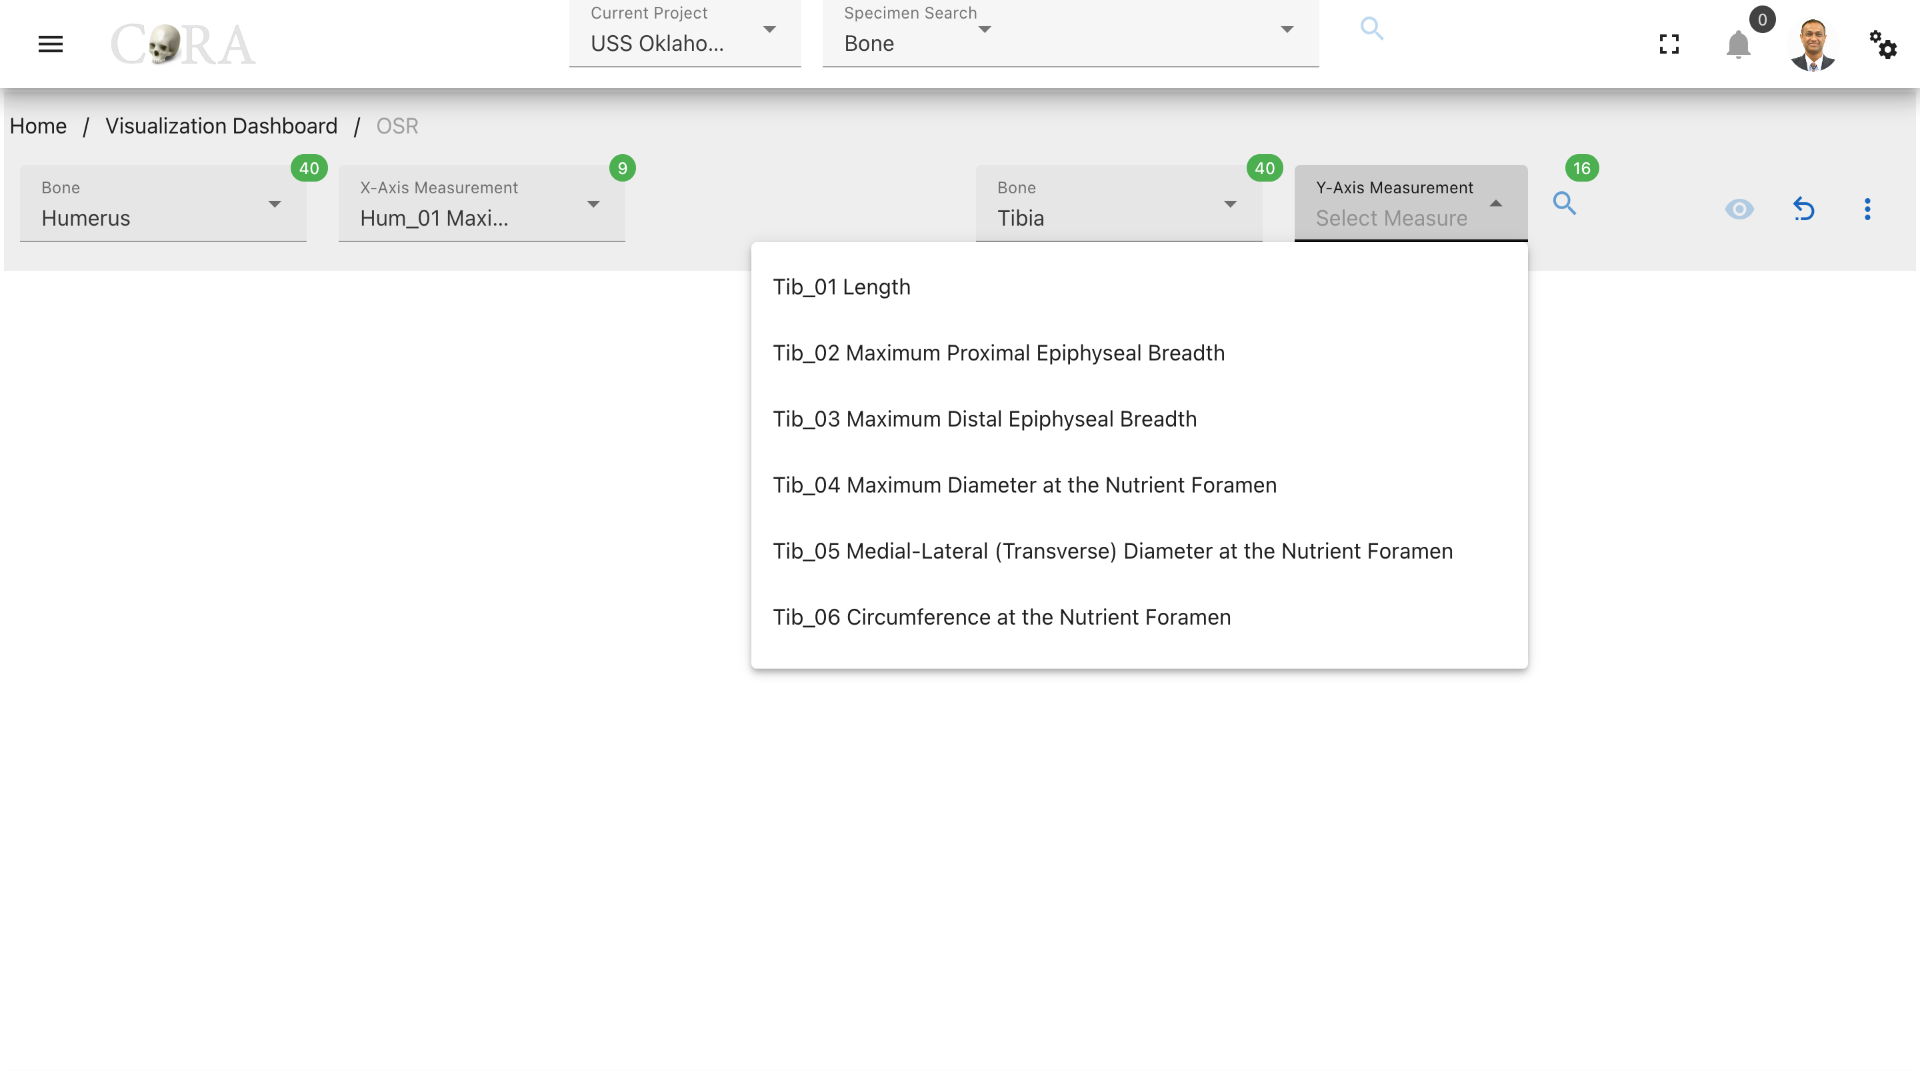 CORA
Current Project
USS Oklaho...
Specimen Search
Bone
0
Home / Visualization Dashboard / OSR
Bone
Humerus
40
X-Axis Measurement
Hum_01 Maxi...
9
Bone
Tibia
40
Y-Axis Measurement
Select Measure
16
Tib_01 Length
Tib_02 Maximum Proximal Epiphyseal Breadth
Tib_03 Maximum Distal Epiphyseal Breadth
Tib_04 Maximum Diameter at the Nutrient Foramen
Tib_05 Medial-Lateral (Transverse) Diameter at the Nutrient Foramen
Tib_06 Circumference at the Nutrient Foramen